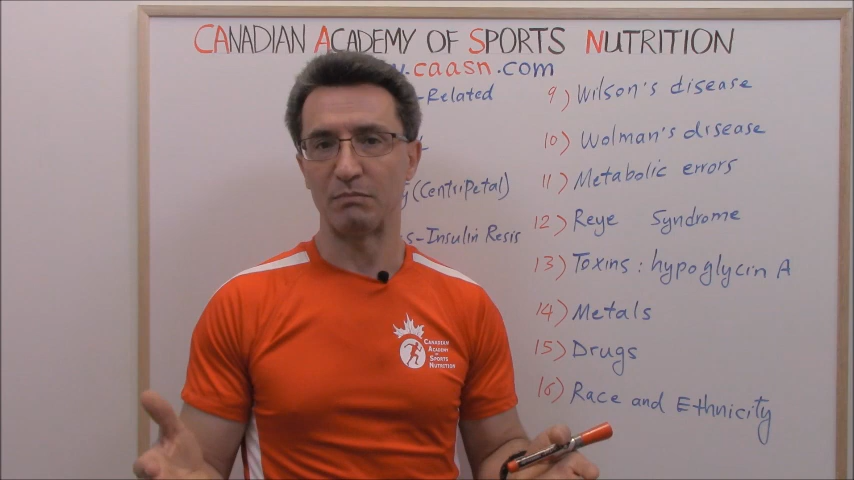 CANADIAN ACADEMY OF SPORTS NUTRITION
.caasn.com
-Related
(Centripetal)
s-Insulin Resis
9) Wilson's disease
10) Wolman's disease
11) Metabolic errors
12) Reye Syndrome
13) Toxins: hypoglycin A
14) Metals
15) Drugs
16) Race and Ethnicity
CANADIAN
ACADEMY
OF
SPORTS
NUTRITION